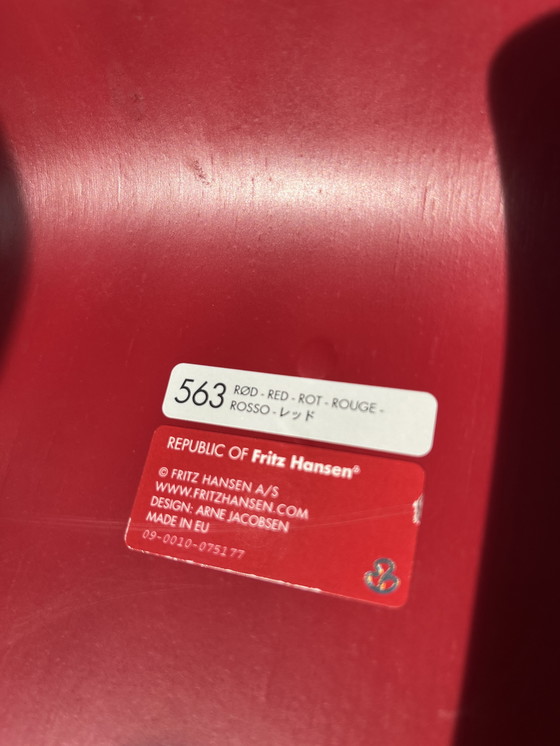 563 RØD - RED - ROT - ROUGE -
ROSSO - レッド
REPUBLIC OF Fritz Hansen®
© FRITZ HANSEN A/S
WWW.FRITZHANSEN.COM
DESIGN: ARNE JACOBSEN
MADE IN EU
09-0010-075177